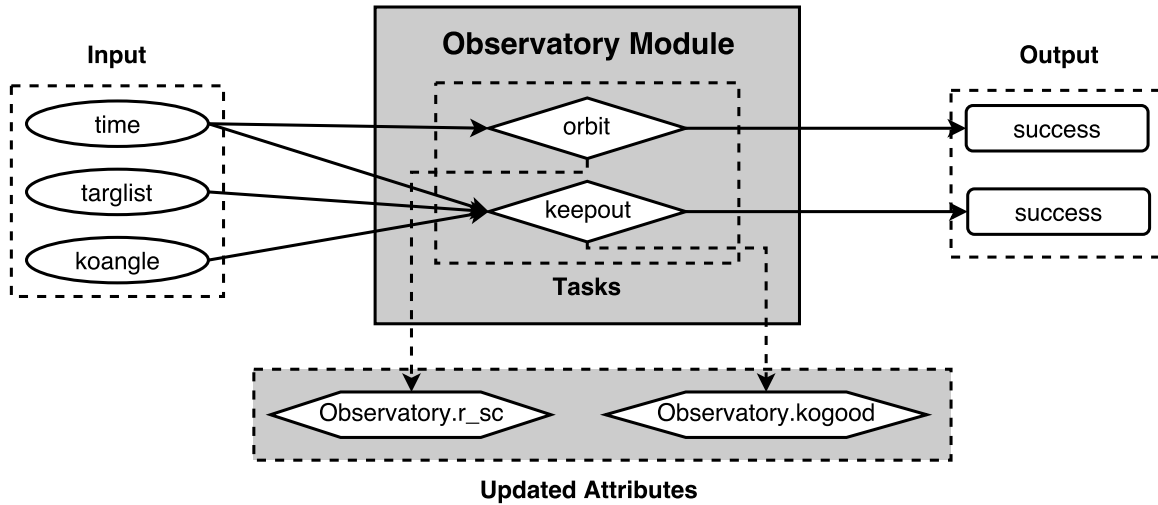 Observatory Module
Input
Output
time
orbit
success
targlist
keepout
success
koangle
Tasks
Observatory.r_sc
Observatory.kogood
Updated Attributes